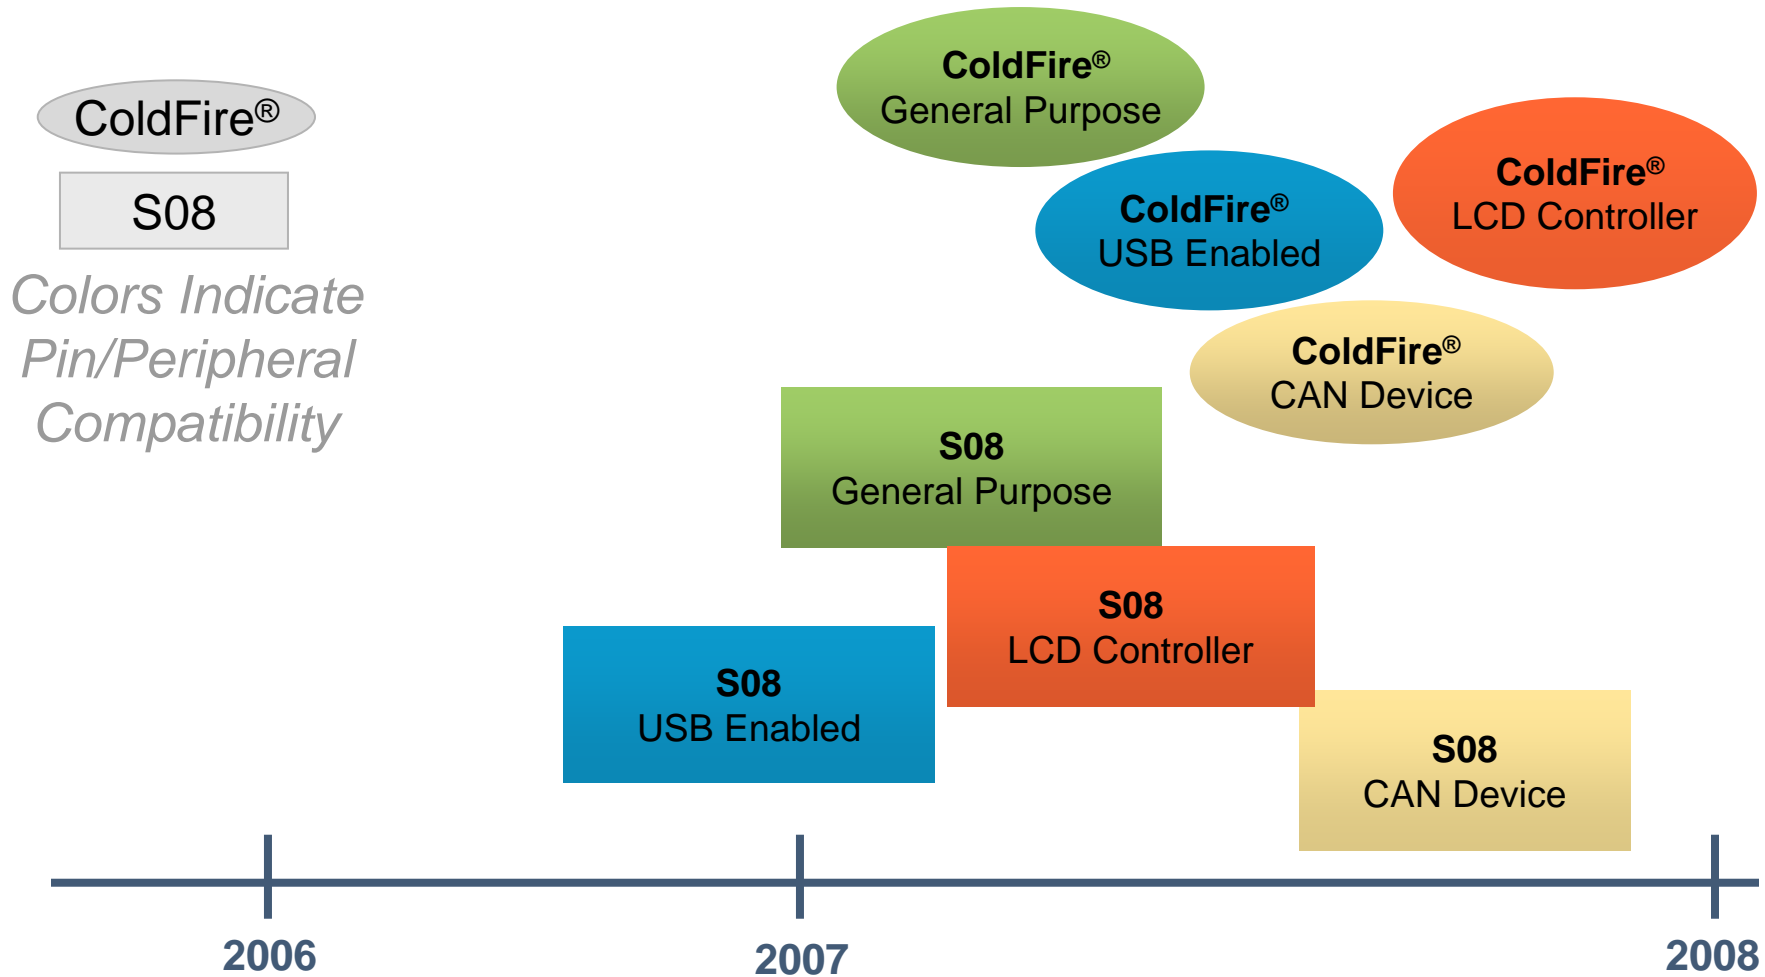 ColdFire®
S08
Colors Indicate
Pin/Peripheral
Compatibility
ColdFire®
General Purpose
ColdFire®
USB Enabled
ColdFire®
LCD Controller
ColdFire®
CAN Device
S08
General Purpose
S08
LCD Controller
S08
USB Enabled
S08
CAN Device
2006
2007
2008